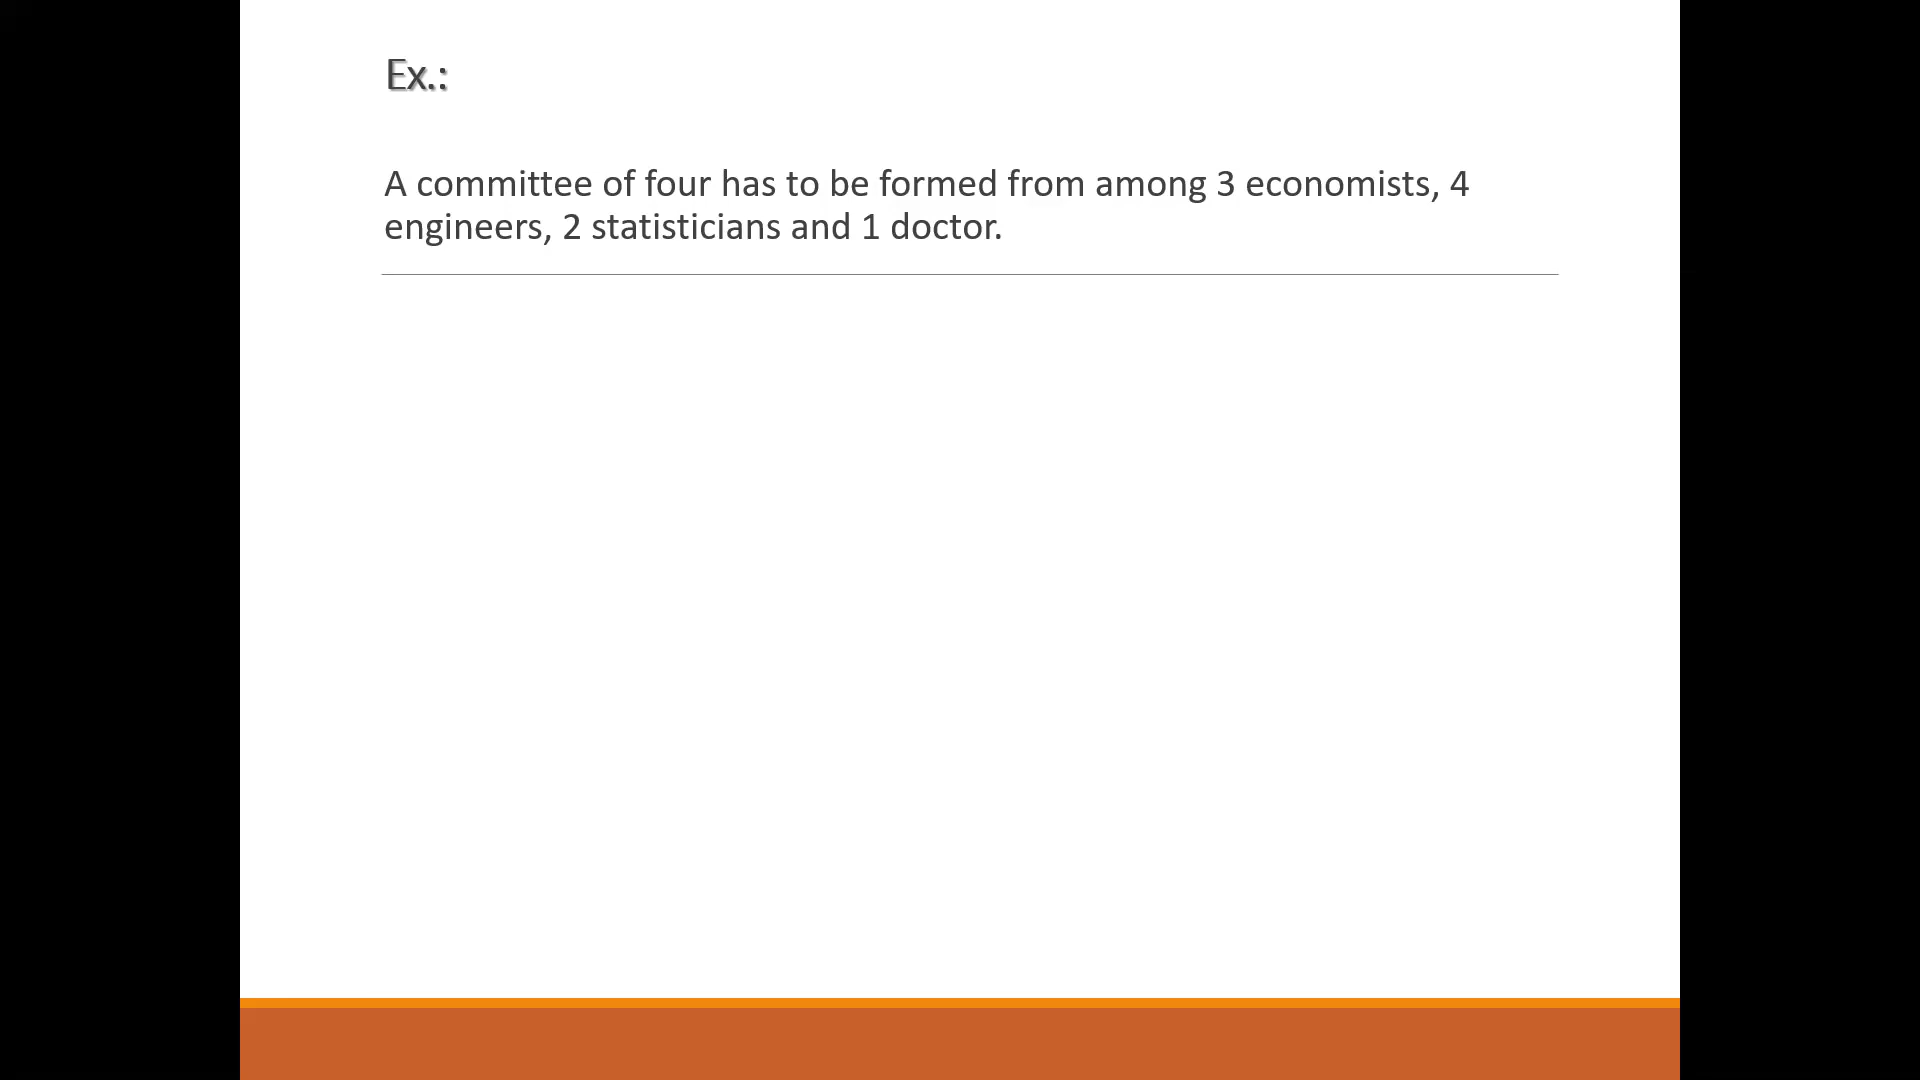 Ex.:
A committee of four has to be formed from among 3 economists, 4
engineers, 2 statisticians and 1 doctor.